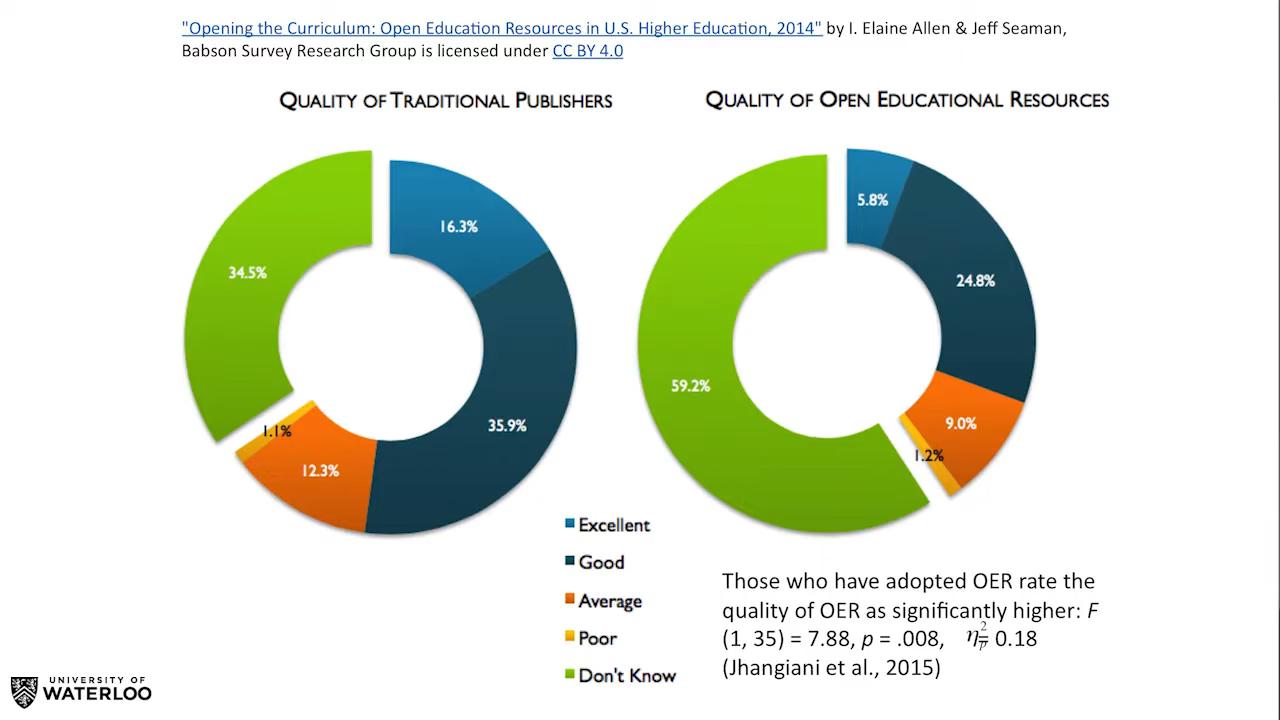 "Opening the Curriculum: Open Education Resources in U.S. Higher Education, 2014" by I. Elaine Allen & Jeff Seaman,
Babson Survey Research Group is licensed under CC BY 4.0
QUALITY OF TRADITIONAL PUBLISHERS
34.5%
16.3%
35.9%
12.3%
1.1%
QUALITY OF OPEN EDUCATIONAL RESOURCES
5.8%
24.8%
9.0%
1.2%
59.2%
Excellent
Good
Average
Poor
Don't Know
Those who have adopted OER rate the
quality of OER as significantly higher: F
(1, 35) = 7.88, p = .008, η²p 0.18
(Jhangiani et al., 2015)
UNIVERSITY OF
WATERLOO